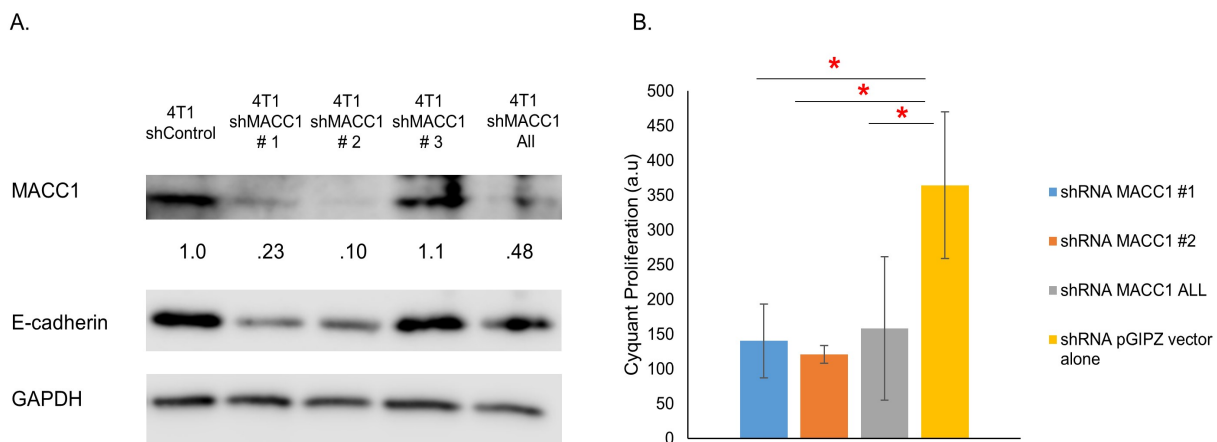 A.
B.
4T1
shControl
4T1
shMACC1
# 1
4T1
shMACC1
# 2
4T1
shMACC1
# 3
4T1
shMACC1
All
MACC1
1.0 .23 .10 1.1 .48
E-cadherin
GAPDH
* * *
Cyquant Proliferation (a.u)
500
450
400
350
300
250
200
150
100
50
0
shRNA MACC1 #1
shRNA MACC1 #2
shRNA MACC1 ALL
shRNA pGIPZ vector
alone